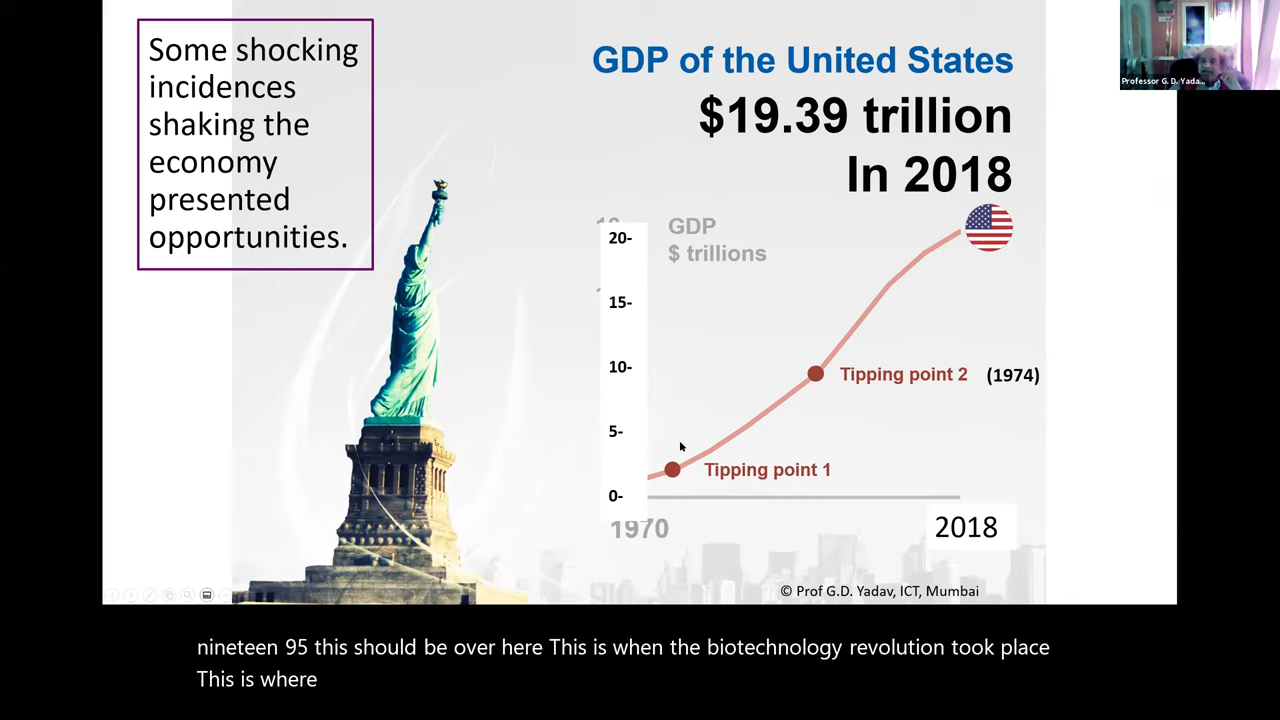 Some shocking
incidences
shaking the
economy
presented
opportunities.
GDP of the United States
$19.39 trillion
In 2018
GDP
$ trillions
20-
15-
10-
5-
0-
Tipping point 2 (1974)
Tipping point 1
1970
2018
© Prof G.D. Yadav, ICT, Mumbai
Professor G. D. Yada...
nineteen 95 this should be over here This is when the biotechnology revolution took place
This is where